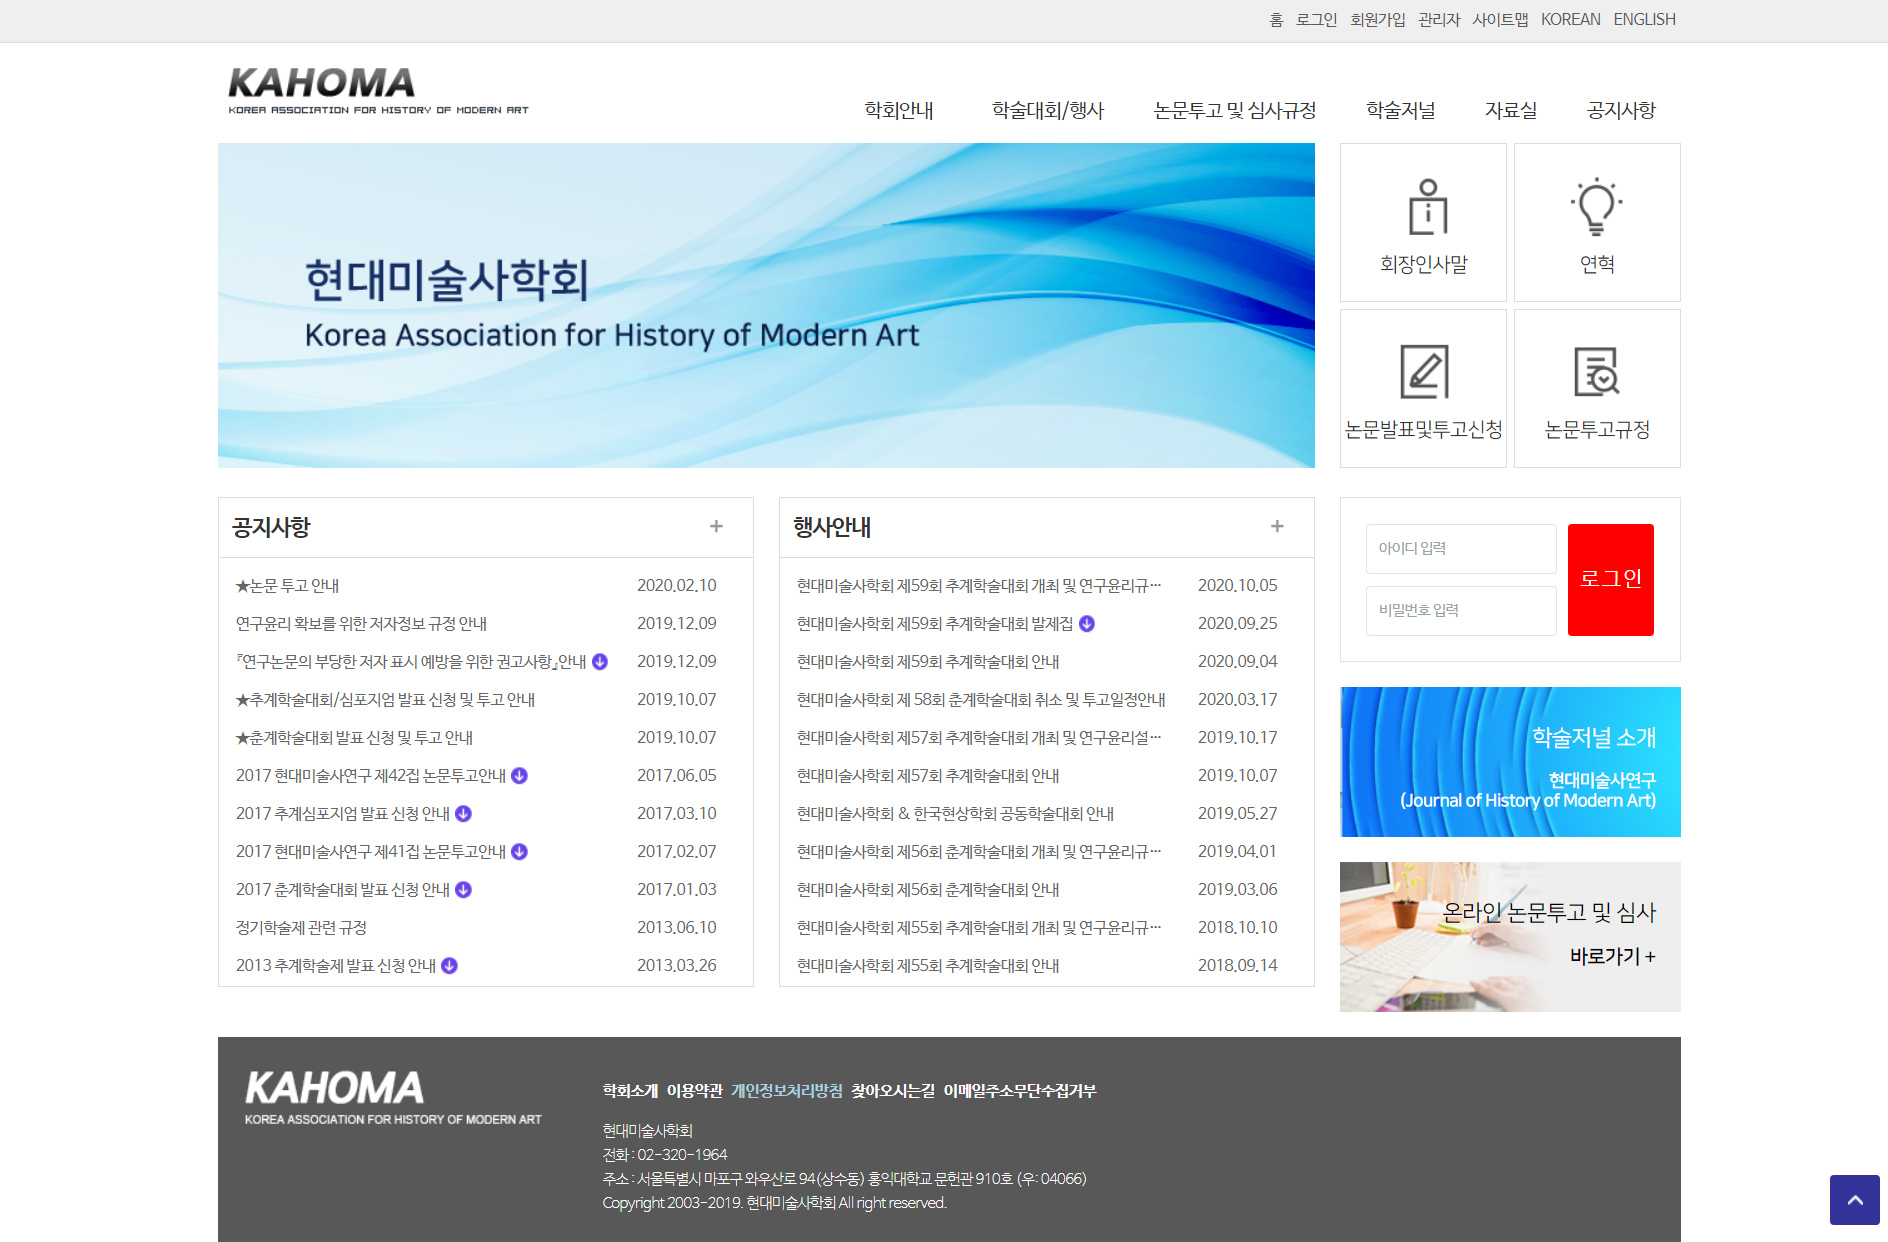 홈 로그인 회원가입 관리자 사이트맵 KOREAN ENGLISH
KAHOMA
KOREA ASSOCIATION FOR HISTORY OF MODERN ART
학회안내 학술대회/행사 논문투고 및 심사규정 학술저널 자료실 공지사항
현대미술사학회
Korea Association for History of Modern Art
회장인사말
연혁
논문발표및투고신청
논문투고규정
공지사항 +
★논문 투고 안내 2020.02.10
연구윤리 확보를 위한 저자정보 규정 안내 2019.12.09
『연구논문의 부당한 저자 표시 예방을 위한 권고사항』안내 2019.12.09
★추계학술대회/심포지엄 발표 신청 및 투고 안내 2019.10.07
★춘계학술대회 발표 신청 및 투고 안내 2019.10.07
2017 현대미술사연구 제42집 논문투고안내 2017.06.05
2017 추계심포지엄 발표 신청 안내 2017.03.10
2017 현대미술사연구 제41집 논문투고안내 2017.02.07
2017 춘계학술대회 발표 신청 안내 2017.01.03
정기학술제 관련 규정 2013.06.10
2013 추계학술제 발표 신청 안내 2013.03.26
행사안내 +
현대미술사학회 제59회 추계학술대회 개최 및 연구윤리규… 2020.10.05
현대미술사학회 제59회 추계학술대회 발제집 2020.09.25
현대미술사학회 제59회 추계학술대회 안내 2020.09.04
현대미술사학회 제 58회 춘계학술대회 취소 및 투고일정안내 2020.03.17
현대미술사학회 제57회 추계학술대회 개최 및 연구윤리설… 2019.10.17
현대미술사학회 제57회 추계학술대회 안내 2019.10.07
현대미술사학회 & 한국현상학회 공동학술대회 안내 2019.05.27
현대미술사학회 제56회 춘계학술대회 개최 및 연구윤리규… 2019.04.01
현대미술사학회 제56회 춘계학술대회 안내 2019.03.06
현대미술사학회 제55회 추계학술대회 개최 및 연구윤리규… 2018.10.10
현대미술사학회 제55회 추계학술대회 안내 2018.09.14
아이디 입력
비밀번호 입력
로그인
학술저널 소개
현대미술사연구
(Journal of History of Modern Art)
온라인 논문투고 및 심사
바로가기 +
KAHOMA
KOREA ASSOCIATION FOR HISTORY OF MODERN ART
학회소개 이용약관 개인정보처리방침 찾아오시는길 이메일주소무단수집거부
현대미술사학회
전화 : 02-320-1964
주소 : 서울특별시 마포구 와우산로 94(상수동) 홍익대학교 문헌관 910호 (우: 04066)
Copyright 2003-2019. 현대미술사학회 All right reserved.